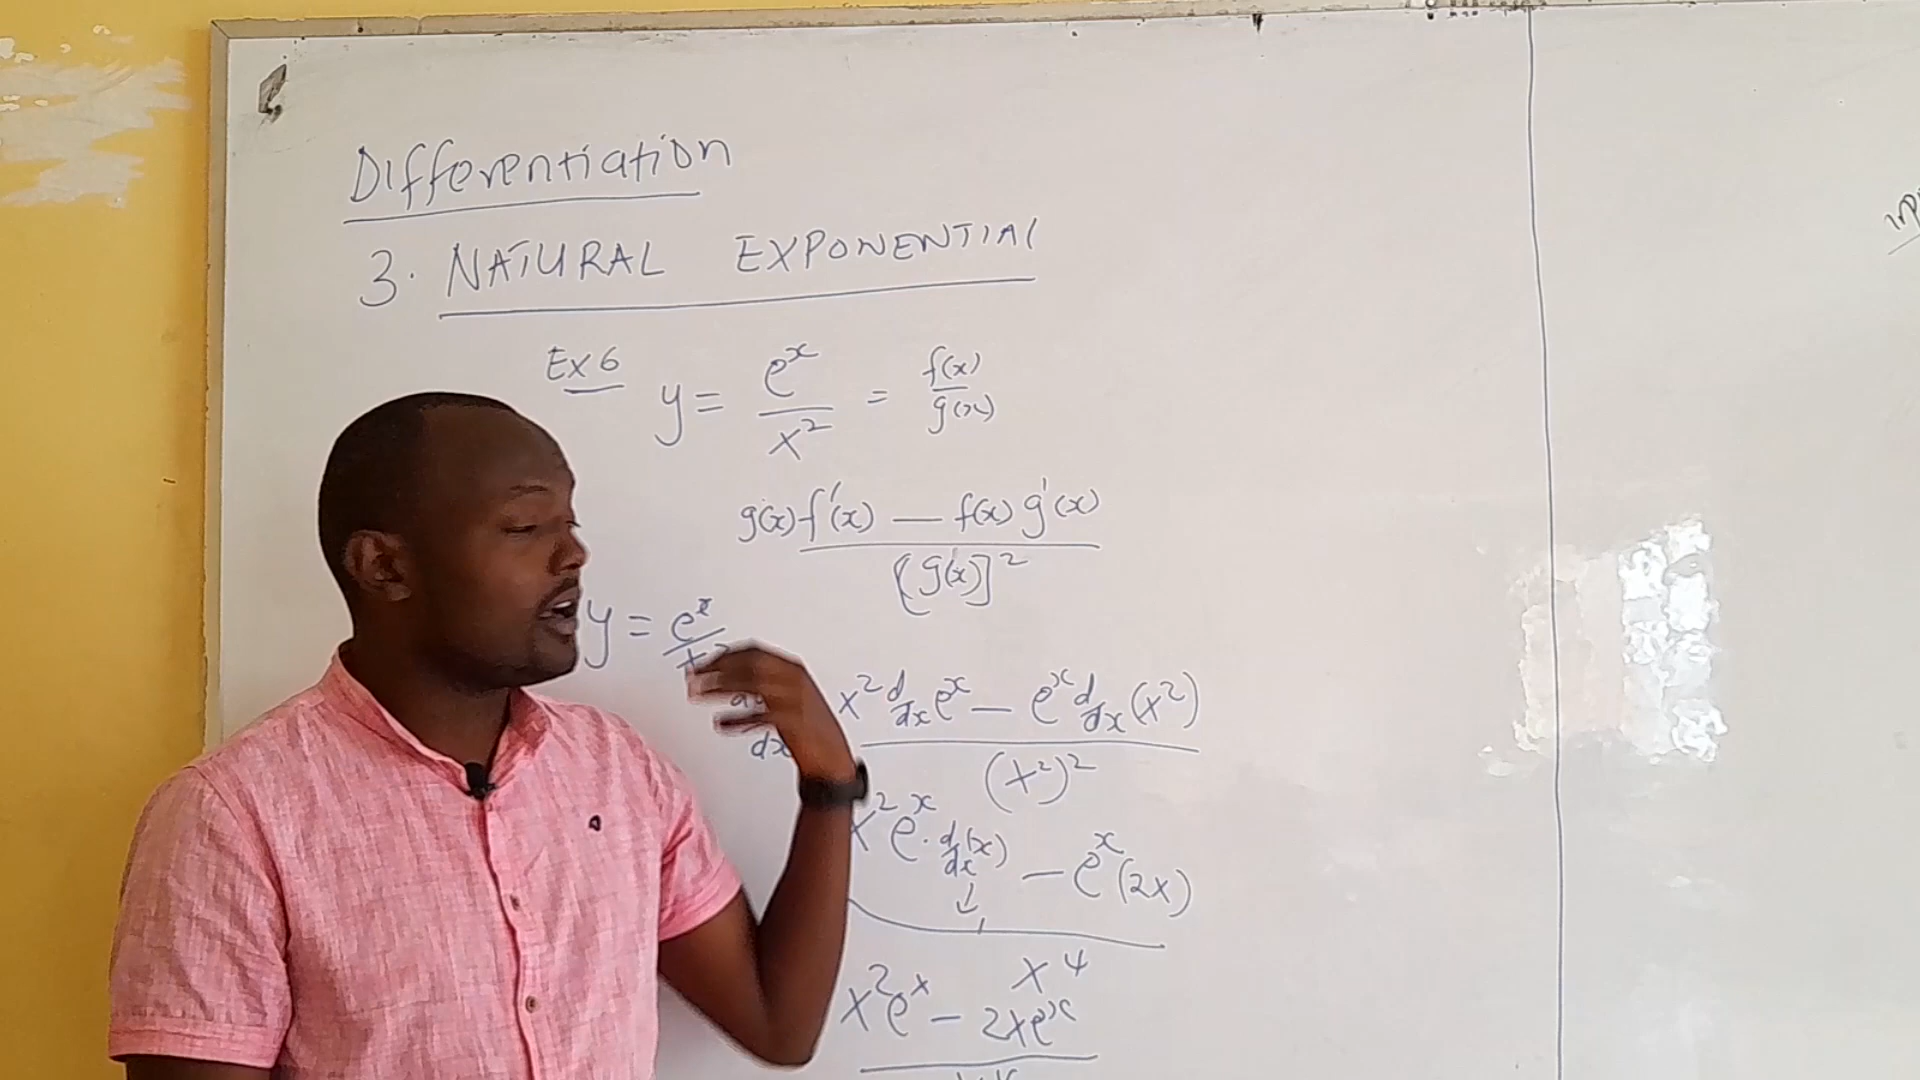 Differentiation
3. NATURAL EXPONENTIAL
Ex 6 y = e^x / x^2 = f(x) / g(x)
g(x)f'(x) — f(x)g'(x)
[g(x)]^2
y = e^x
x^2 d/dx e^x — e^x d/dx (x^2)
dx
(x^2)^2
x^2 e^x · d/dx (x) — e^x (2x)
↓
x^4
x^2 e^x — 2xe^x